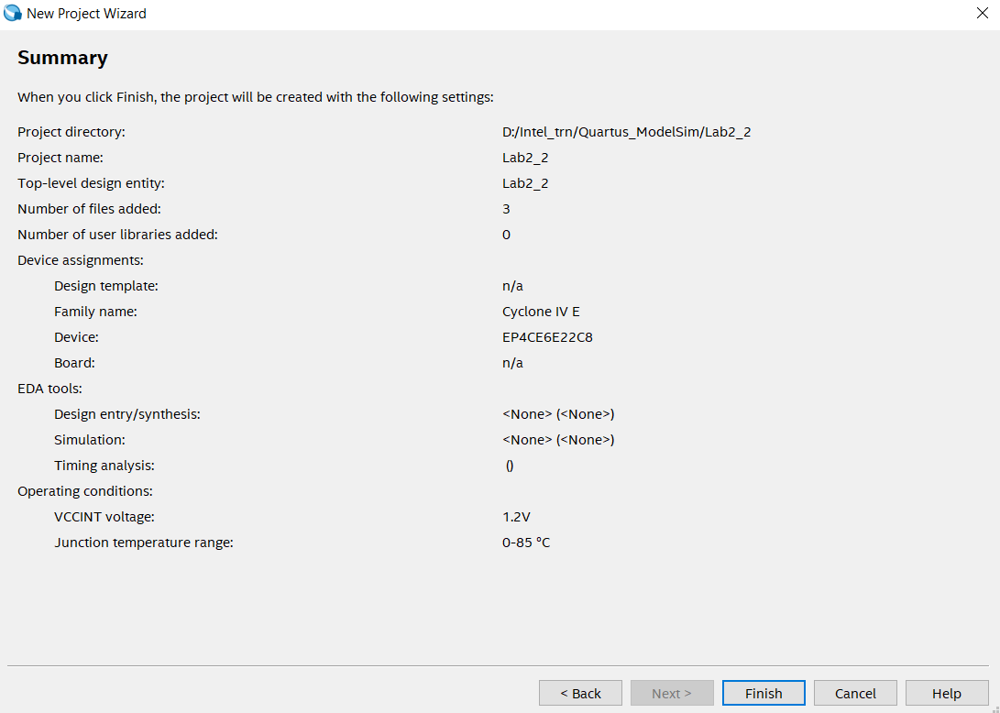 New Project Wizard
Summary
When you click Finish, the project will be created with the following settings:
Project directory: D:/Intel_trn/Quartus_ModelSim/Lab2_2
Project name: Lab2_2
Top-level design entity: Lab2_2
Number of files added: 3
Number of user libraries added: 0
Device assignments:
Design template: n/a
Family name: Cyclone IV E
Device: EP4CE6E22C8
Board: n/a
EDA tools:
Design entry/synthesis: <None> (<None>)
Simulation: <None> (<None>)
Timing analysis: ()
Operating conditions:
VCCINT voltage: 1.2V
Junction temperature range: 0-85 ºC
< Back Next > Finish Cancel Help